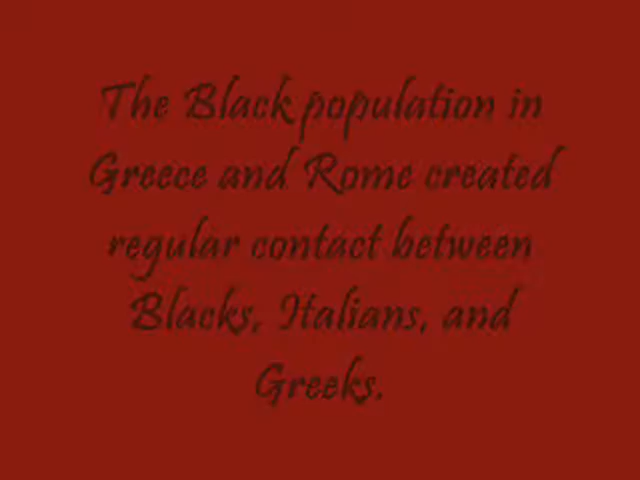 The Black population in
Greece and Rome created
regular contact between
Blacks, Italians, and
Greeks.